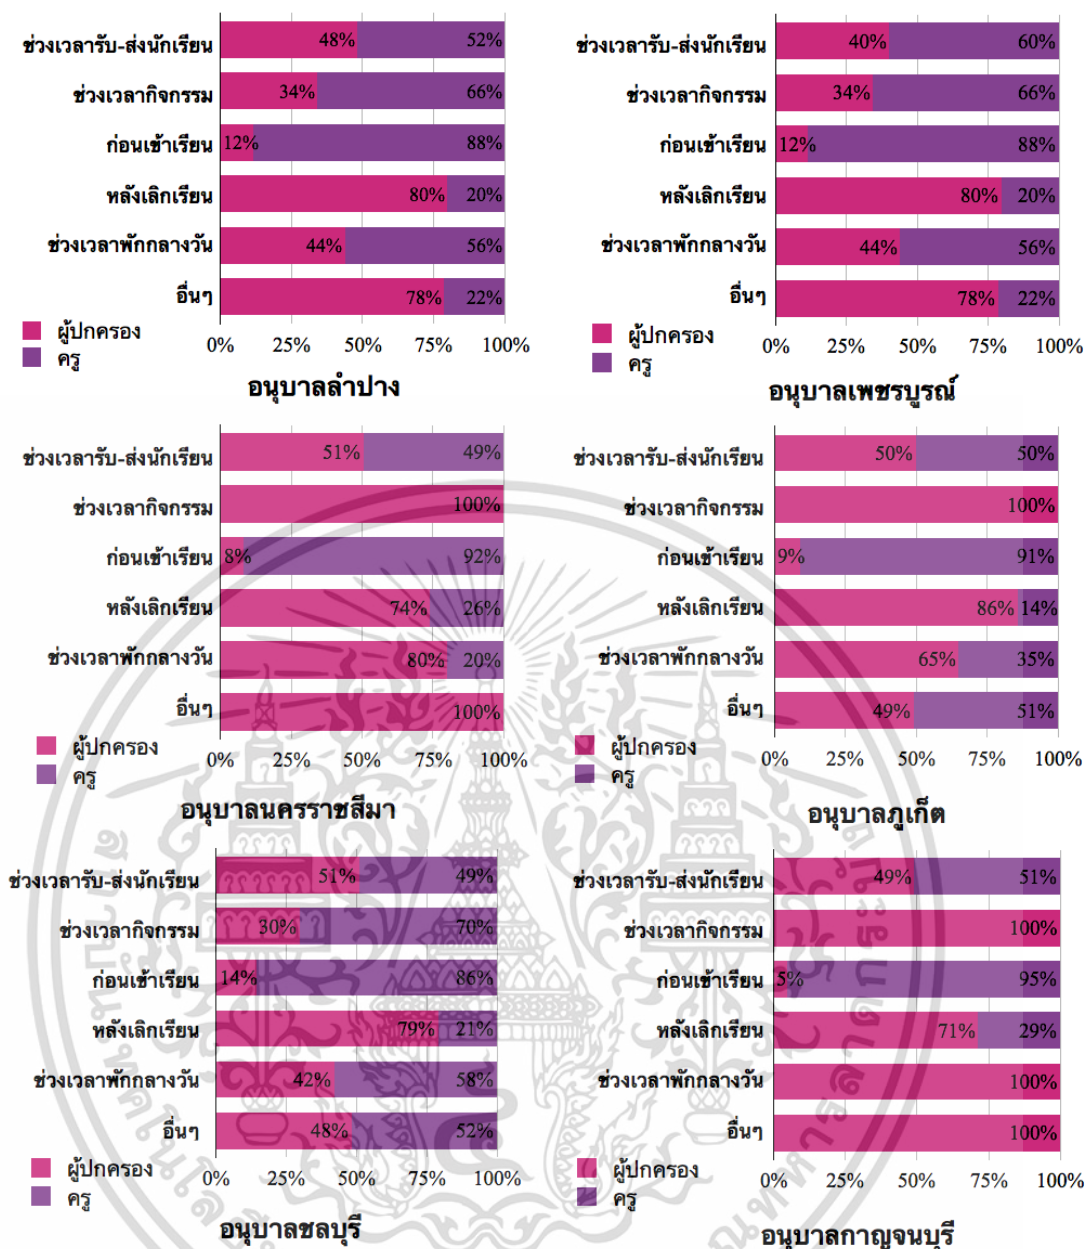 ช่วงเวลารับ-ส่งนักเรียน 48% 52%
ช่วงเวลากิจกรรม 34% 66%
ก่อนเข้าเรียน 12% 88%
หลังเลิกเรียน 80% 20%
ช่วงเวลาพักกลางวัน 44% 56%
อื่นๆ 78% 22%
ผู้ปกครอง
ครู
0% 25% 50% 75% 100%
อนุบาลลำปาง
ช่วงเวลารับ-ส่งนักเรียน 40% 60%
ช่วงเวลากิจกรรม 34% 66%
ก่อนเข้าเรียน 12% 88%
หลังเลิกเรียน 80% 20%
ช่วงเวลาพักกลางวัน 44% 56%
อื่นๆ 78% 22%
ผู้ปกครอง
ครู
0% 25% 50% 75% 100%
อนุบาลเพชรบูรณ์
ช่วงเวลารับ-ส่งนักเรียน 51% 49%
ช่วงเวลากิจกรรม 100%
ก่อนเข้าเรียน 8% 92%
หลังเลิกเรียน 74% 26%
ช่วงเวลาพักกลางวัน 80% 20%
อื่นๆ 100%
ผู้ปกครอง
ครู
0% 25% 50% 75% 100%
อนุบาลนครราชสีมา
ช่วงเวลารับ-ส่งนักเรียน 50% 50%
ช่วงเวลากิจกรรม 100%
ก่อนเข้าเรียน 9% 91%
หลังเลิกเรียน 86% 14%
ช่วงเวลาพักกลางวัน 65% 35%
อื่นๆ 49% 51%
ผู้ปกครอง
ครู
0% 25% 50% 75% 100%
อนุบาลภูเก็ต
ช่วงเวลารับ-ส่งนักเรียน 51% 49%
ช่วงเวลากิจกรรม 30% 70%
ก่อนเข้าเรียน 14% 86%
หลังเลิกเรียน 79% 21%
ช่วงเวลาพักกลางวัน 42% 58%
อื่นๆ 48% 52%
ผู้ปกครอง
ครู
0% 25% 50% 75% 100%
อนุบาลชลบุรี
ช่วงเวลารับ-ส่งนักเรียน 49% 51%
ช่วงเวลากิจกรรม 100%
ก่อนเข้าเรียน 5% 95%
หลังเลิกเรียน 71% 29%
ช่วงเวลาพักกลางวัน 100%
อื่นๆ 100%
ผู้ปกครอง
ครู
0% 25% 50% 75% 100%
อนุบาลกาญจนบุรี